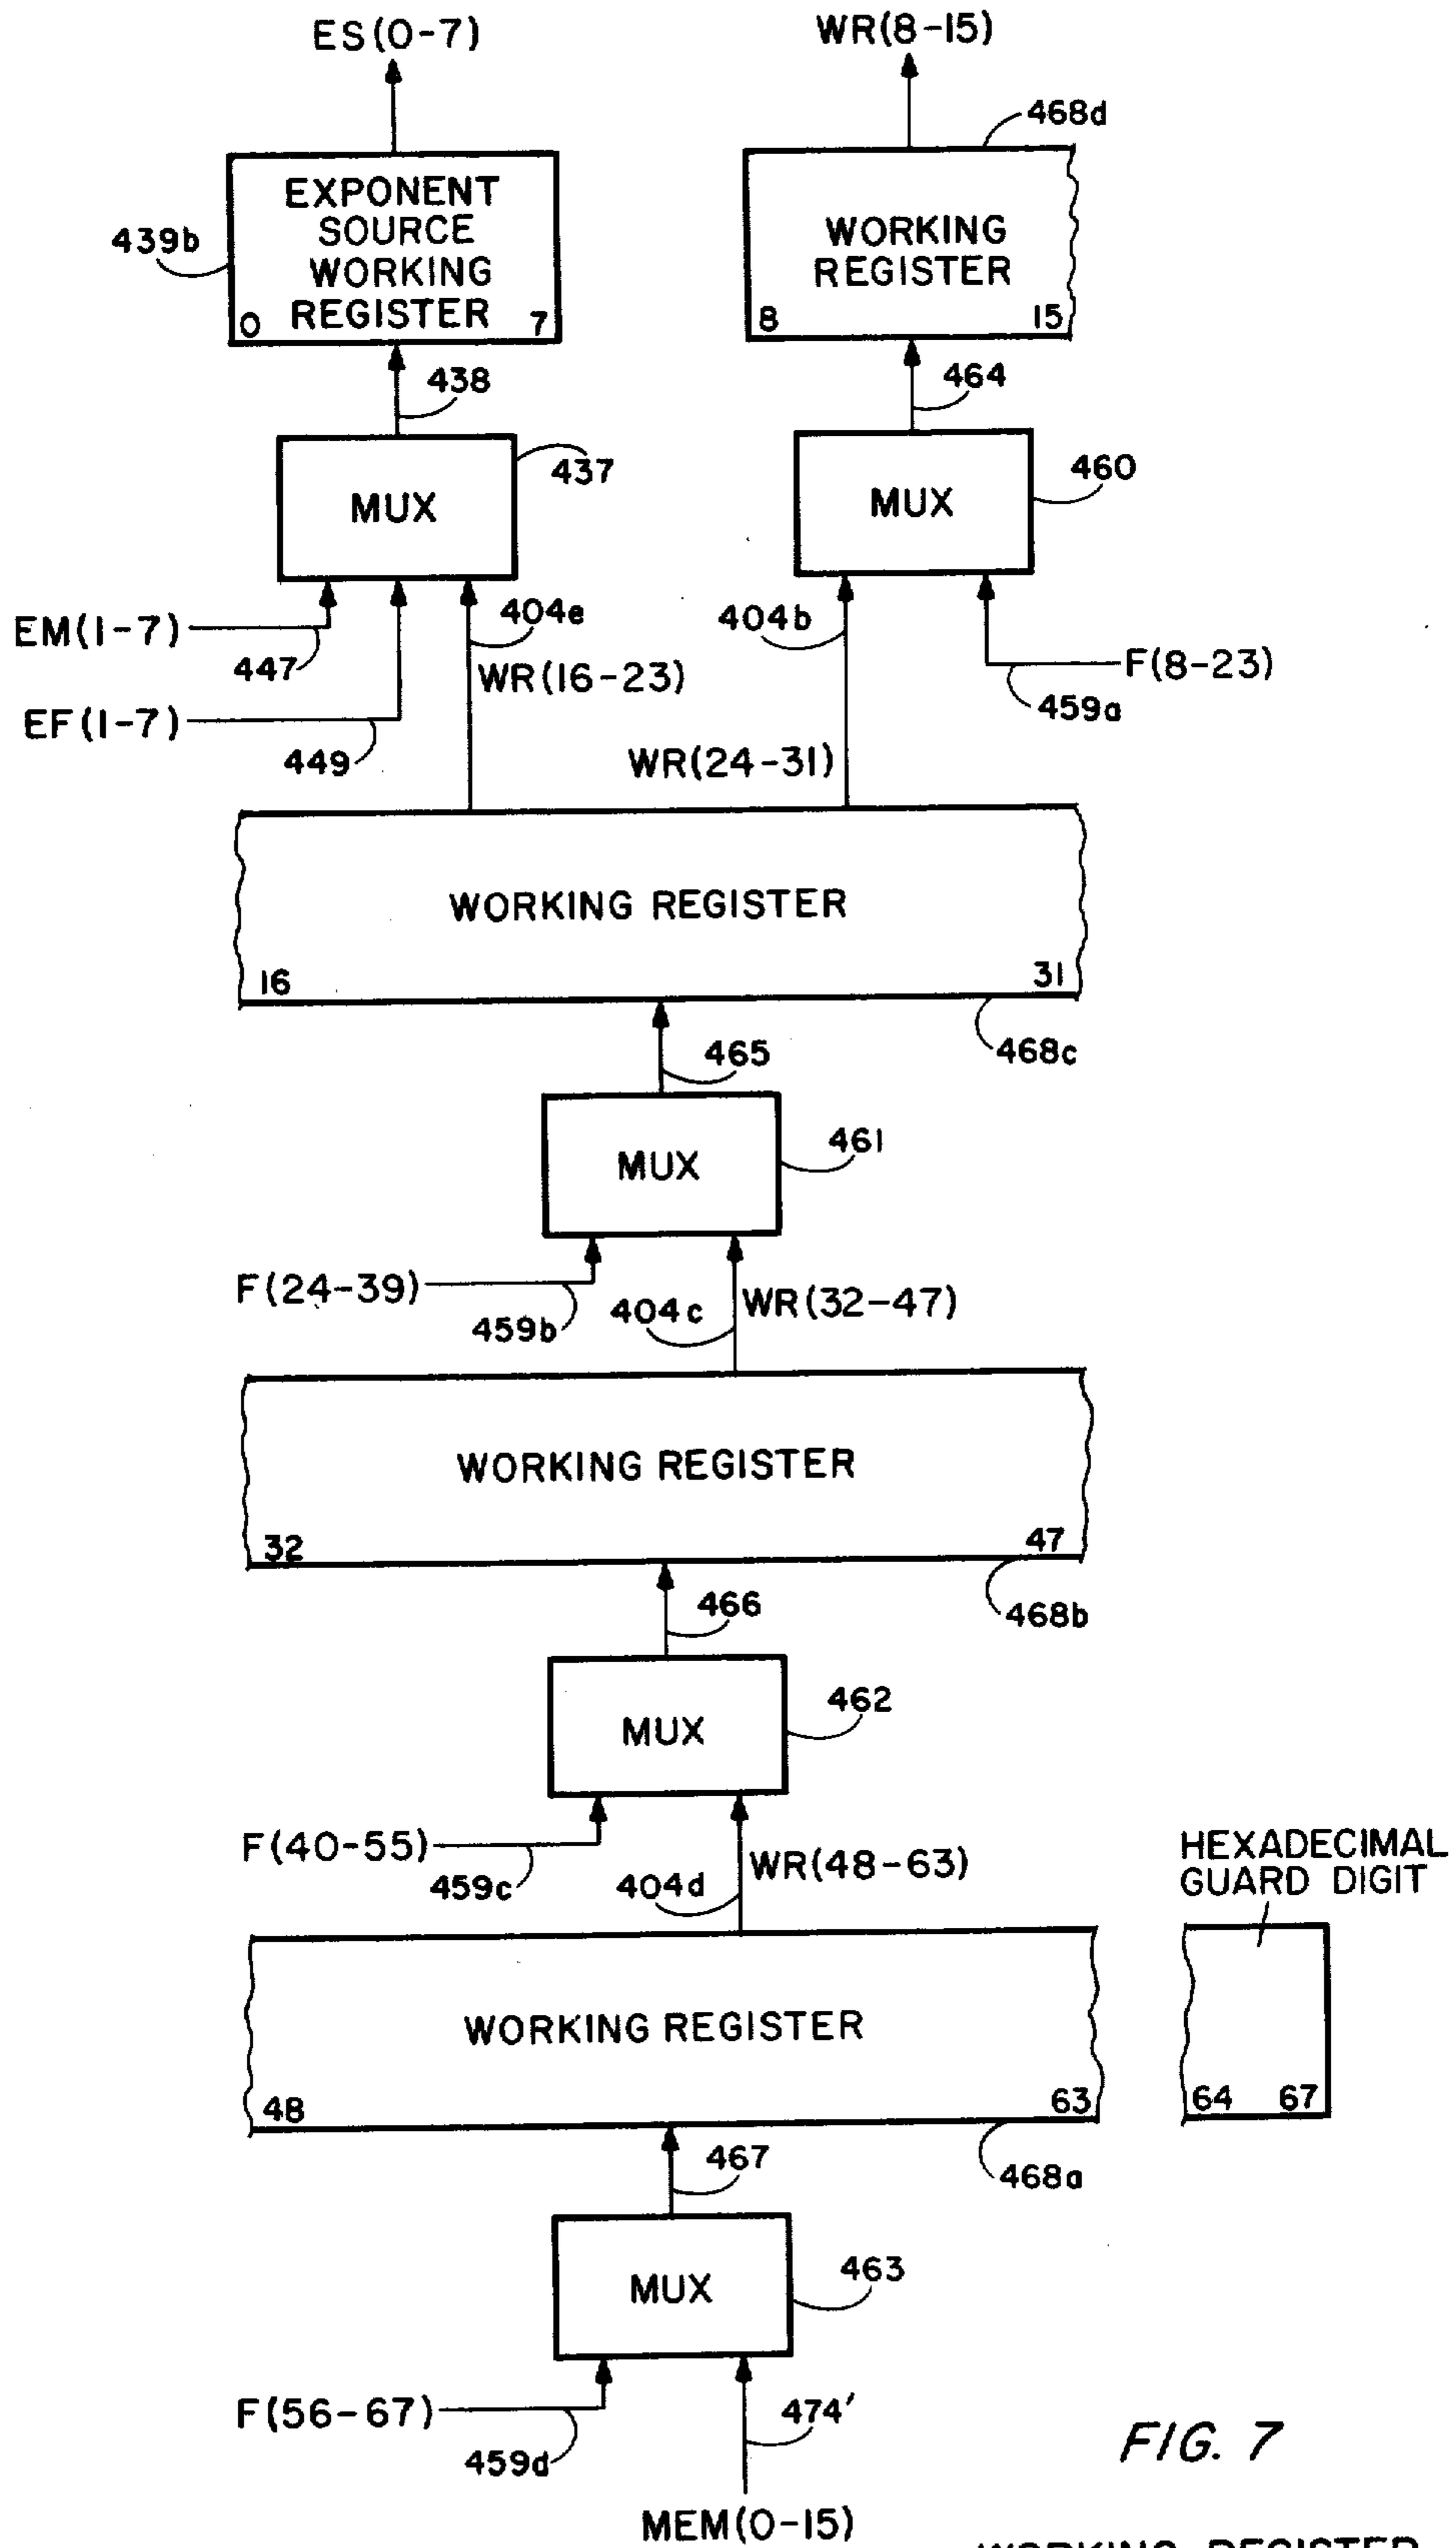 ES(0-7)
WR(8-15)
468d
EXPONENT
SOURCE
WORKING
REGISTER
0
7
439b
WORKING
REGISTER
8
15
438
464
MUX
437
MUX
460
EM(1-7)
447
404e
404b
WR(16-23)
F(8-23)
459a
EF(1-7)
449
WR(24-31)
WORKING REGISTER
16
31
468c
465
MUX
461
F(24-39)
459b
404c
WR(32-47)
WORKING REGISTER
32
47
468b
466
MUX
462
F(40-55)
459c
404d
WR(48-63)
HEXADECIMAL
GUARD DIGIT
WORKING REGISTER
48
63
64
67
468a
467
MUX
463
F(56-67)
459d
474'
MEM(0-15)
FIG. 7
WORKING REGISTER